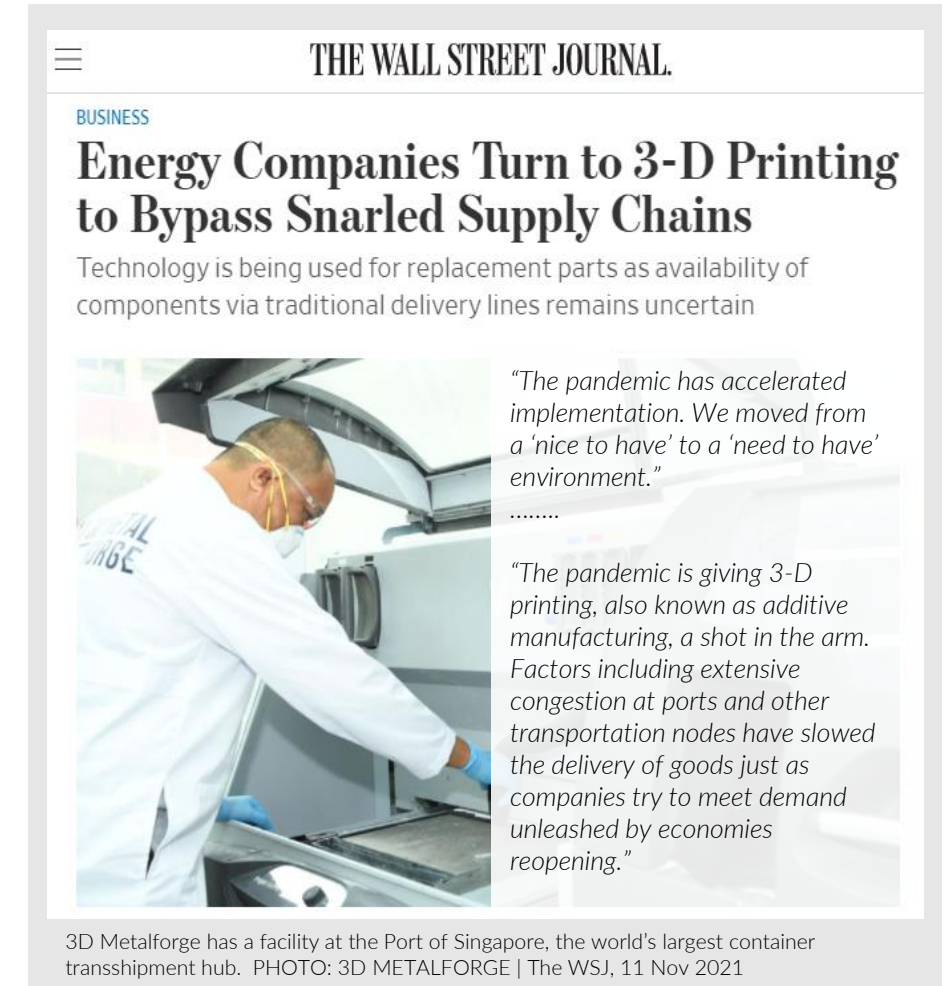 THE WALL STREET JOURNAL.
BUSINESS
Energy Companies Turn to 3-D Printing
to Bypass Snarled Supply Chains
Technology is being used for replacement parts as availability of
components via traditional delivery lines remains uncertain
“The pandemic has accelerated
implementation. We moved from
a ‘nice to have’ to a ‘need to have’
environment.”
........
“The pandemic is giving 3-D
printing, also known as additive
manufacturing, a shot in the arm.
Factors including extensive
congestion at ports and other
transportation nodes have slowed
the delivery of goods just as
companies try to meet demand
unleashed by economies
reopening.”
3D Metalforge has a facility at the Port of Singapore, the world’s largest container
transshipment hub.  PHOTO: 3D METALFORGE | The WSJ, 11 Nov 2021